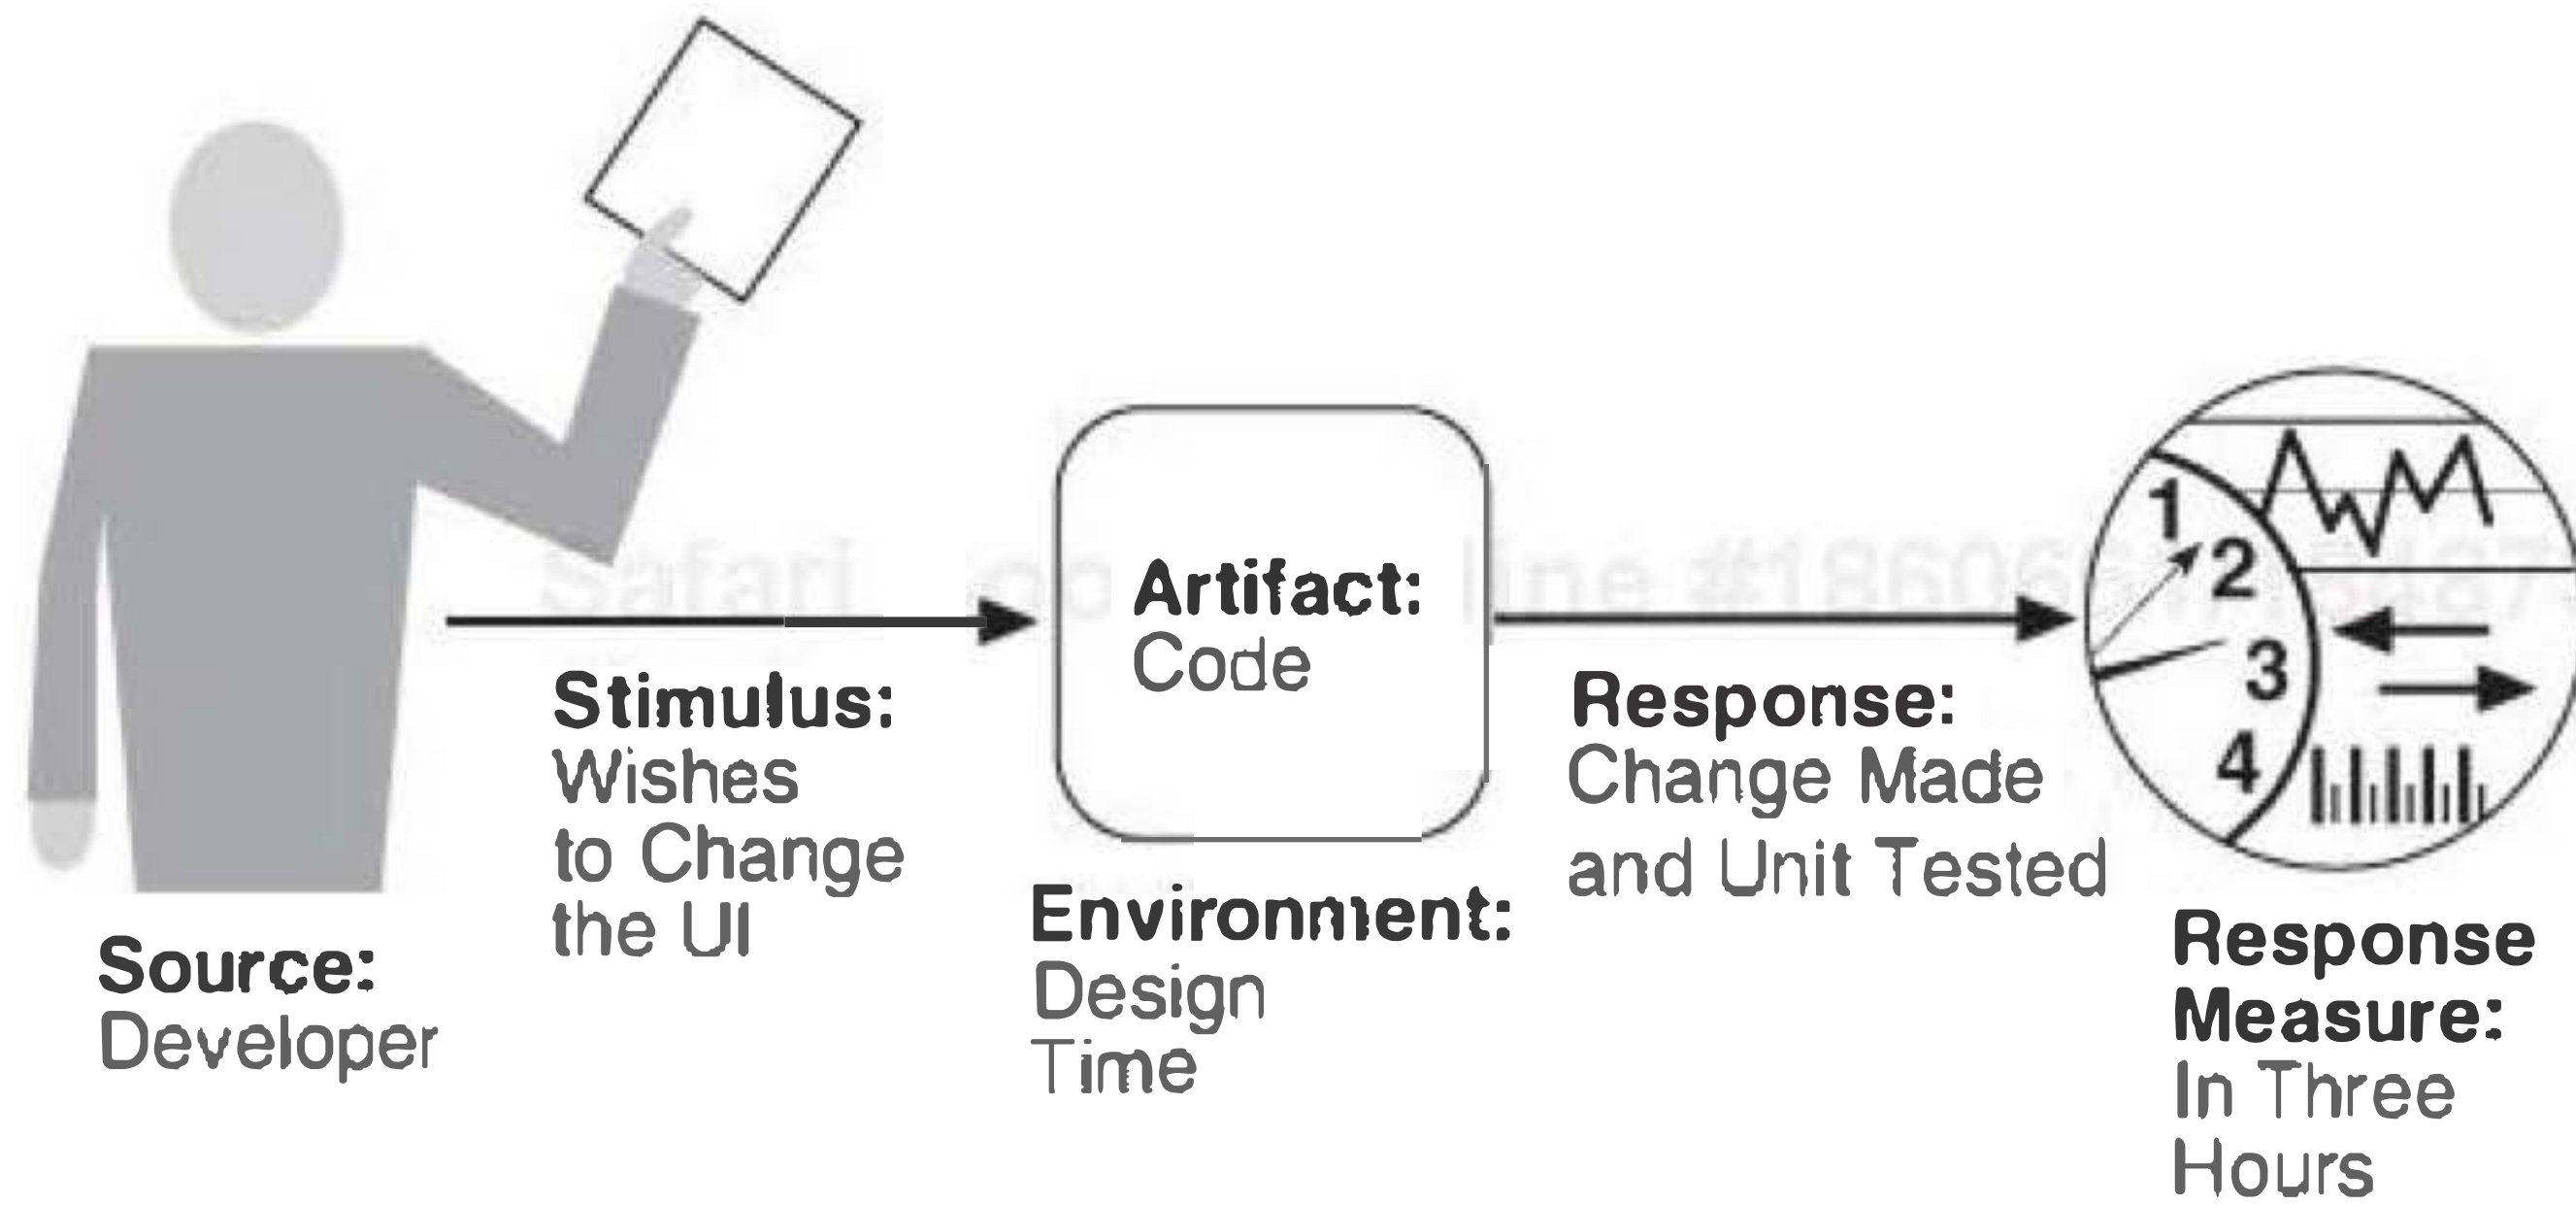 Source:
Developer
Stimulus:
Wishes
to Change
the UI
Artifact:
Code
Environment:
Design
Time
Response:
Change Made
and Unit Tested
1
2
3
4
Response
Measure:
In Three
Hours